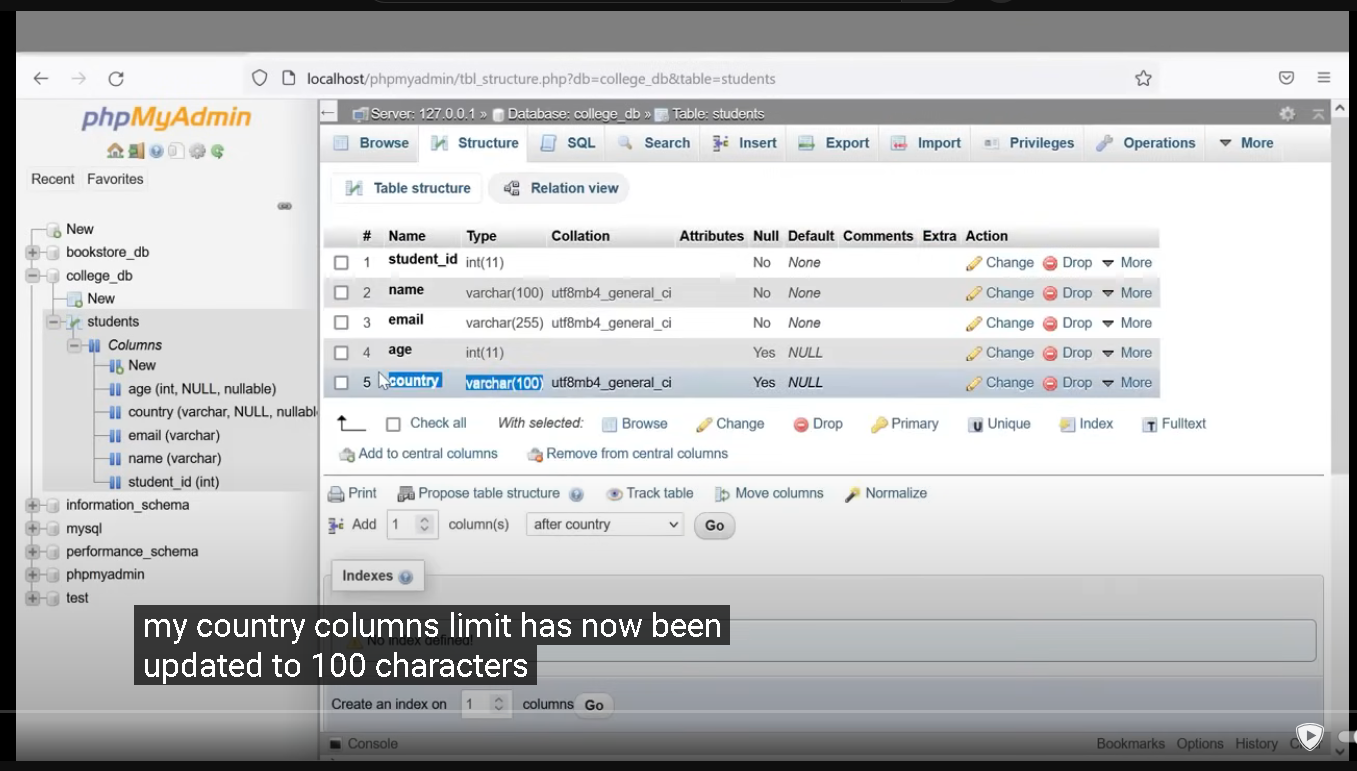 localhost/phpmyadmin/tbl_structure.php?db=college_db&table=students
phpMyAdmin
Recent Favorites
New
bookstore_db
college_db
New
students
Columns
New
age (int, NULL, nullable)
country (varchar, NULL, nullabl
email (varchar)
name (varchar)
student_id (int)
information_schema
mysql
performance_schema
phpmyadmin
test
Server: 127.0.0.1 » Database: college_db » Table: students
Browse Structure SQL Search Insert Export Import Privileges Operations More
Table structure Relation view
# Name Type Collation Attributes Null Default Comments Extra Action
1 student_id int(11) No None Change Drop More
2 name varchar(100) utf8mb4_general_ci No None Change Drop More
3 email varchar(255) utf8mb4_general_ci No None Change Drop More
4 age int(11) Yes NULL Change Drop More
5 country varchar(100) utf8mb4_general_ci Yes NULL Change Drop More
Check all With selected: Browse Change Drop Primary Unique Index Fulltext
Add to central columns Remove from central columns
Print Propose table structure Track table Move columns Normalize
Add 1 column(s) after country Go
Indexes
No index defined!
my country columns limit has now been
updated to 100 characters
Create an index on 1 columns Go
Console Bookmarks Options History